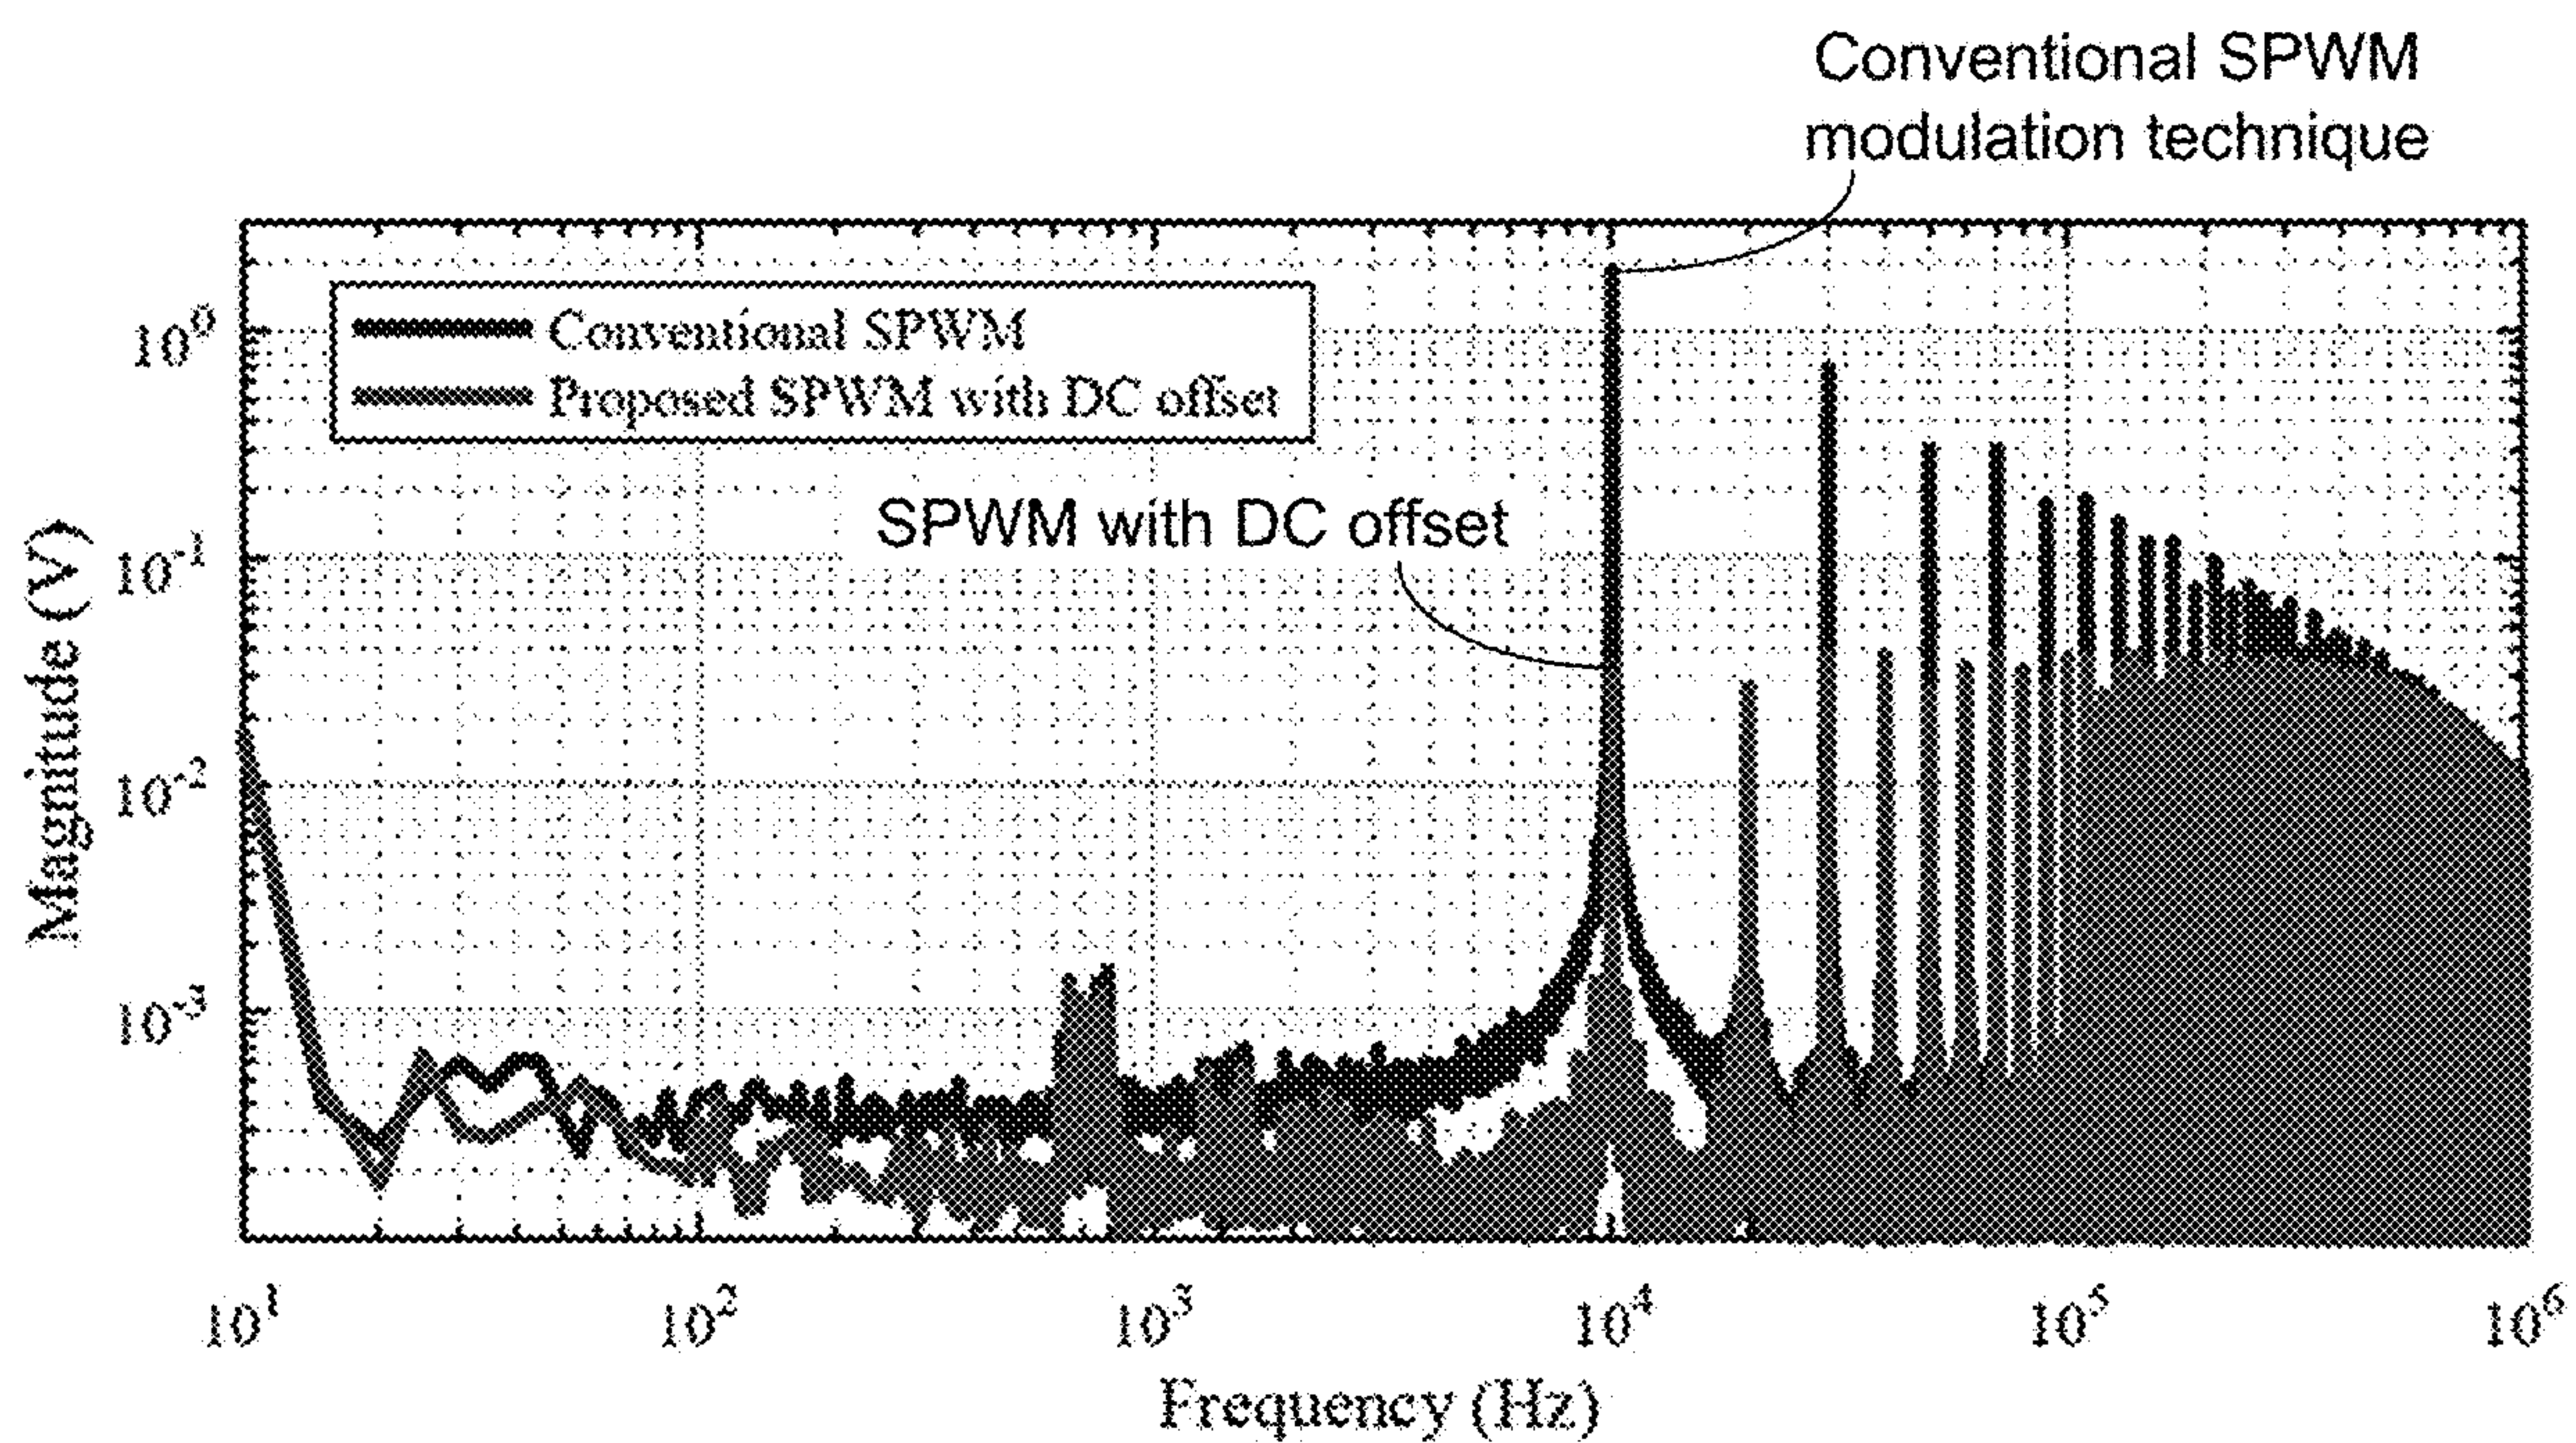 Conventional SPWM
modulation technique
Conventional SPWM
Proposed SPWM with DC offset
SPWM with DC offset
Magnitude (V)
10^0
10^-1
10^-2
10^-3
10^1 10^2 10^3 10^4 10^5 10^6
Frequency (Hz)